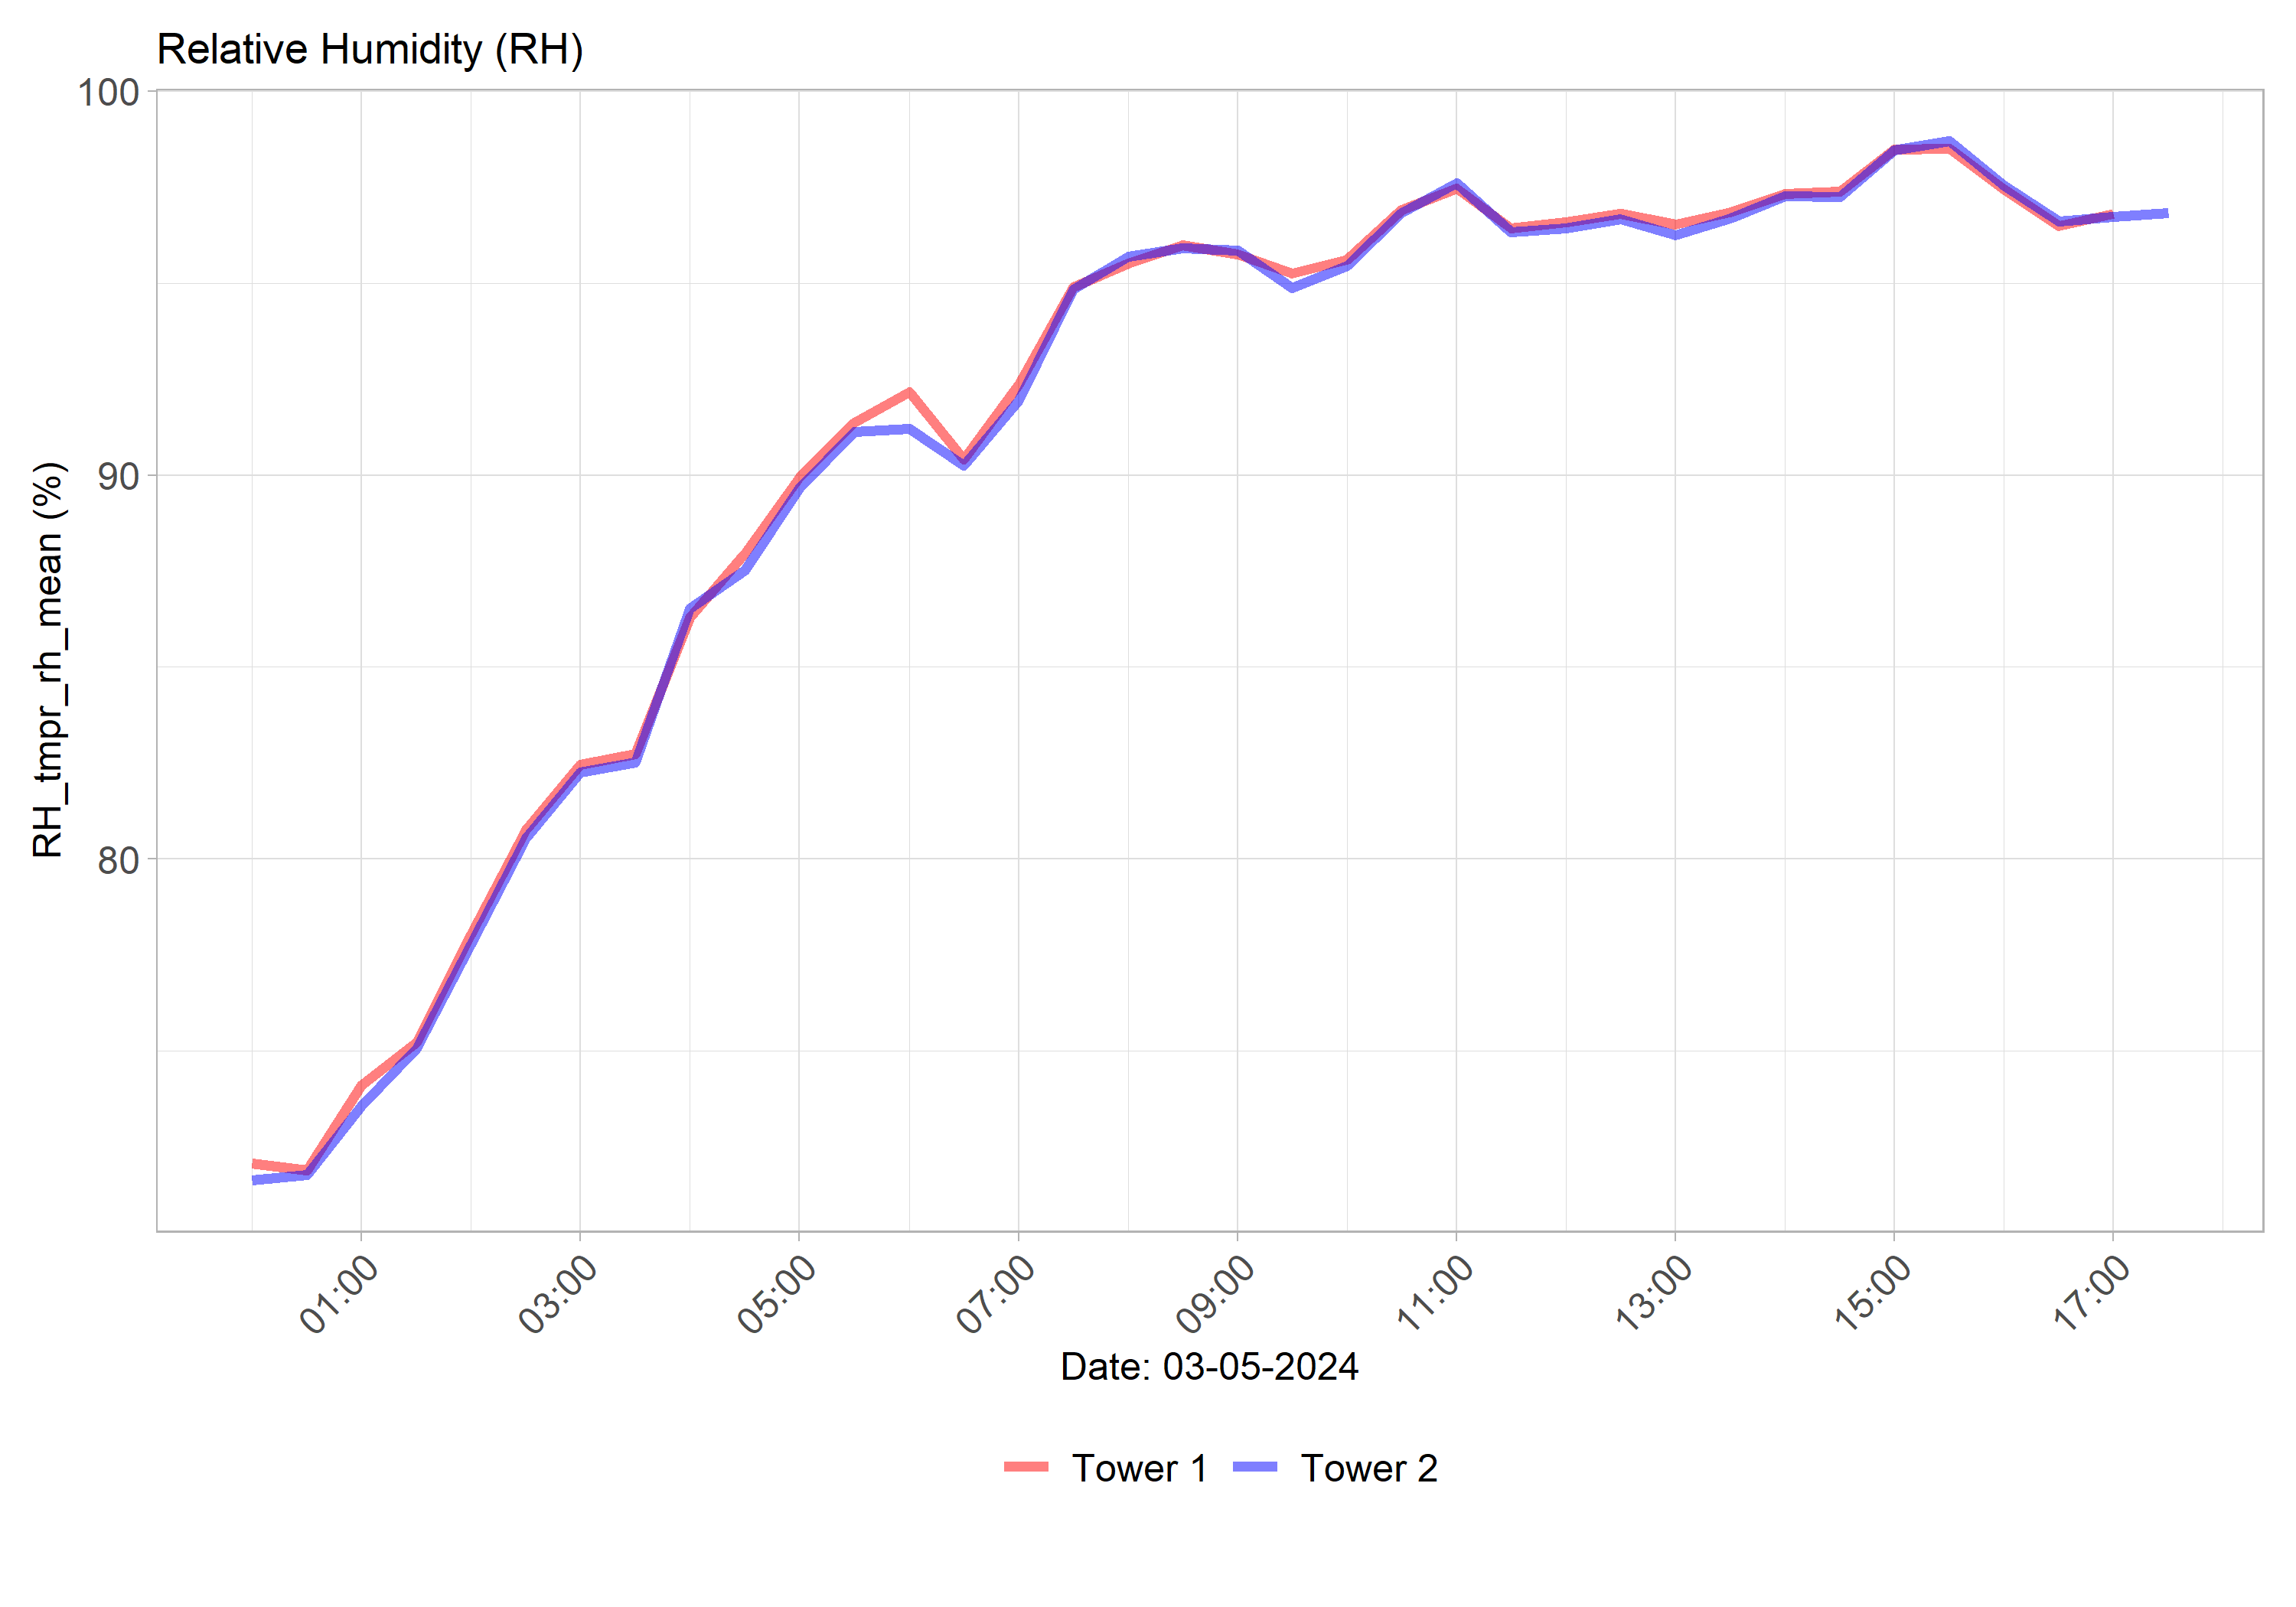 Relative Humidity (RH)
100
90
80
RH_tmpr_rh_mean (%)
01:00 03:00 05:00 07:00 09:00 11:00 13:00 15:00 17:00
Date: 03-05-2024
Tower 1 Tower 2